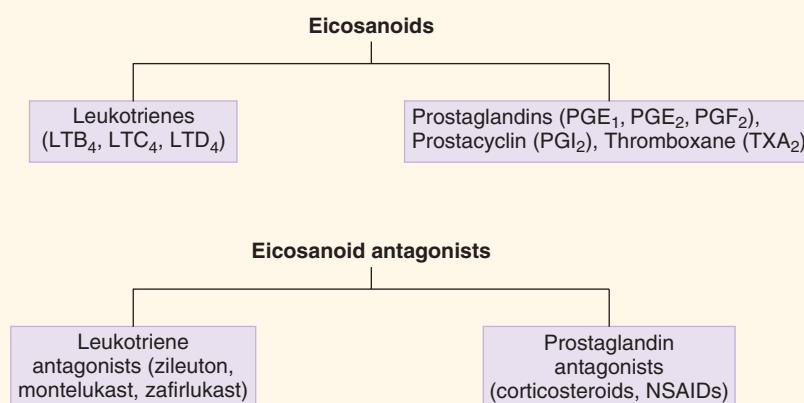 Eicosanoids
Leukotrienes
(LTB₄, LTC₄, LTD₄)
Prostaglandins (PGE₁, PGE₂, PGF₂),
Prostacyclin (PGI₂), Thromboxane (TXA₂)
Eicosanoid antagonists
Leukotriene
antagonists (zileuton,
montelukast, zafirlukast)
Prostaglandin
antagonists
(corticosteroids, NSAIDs)